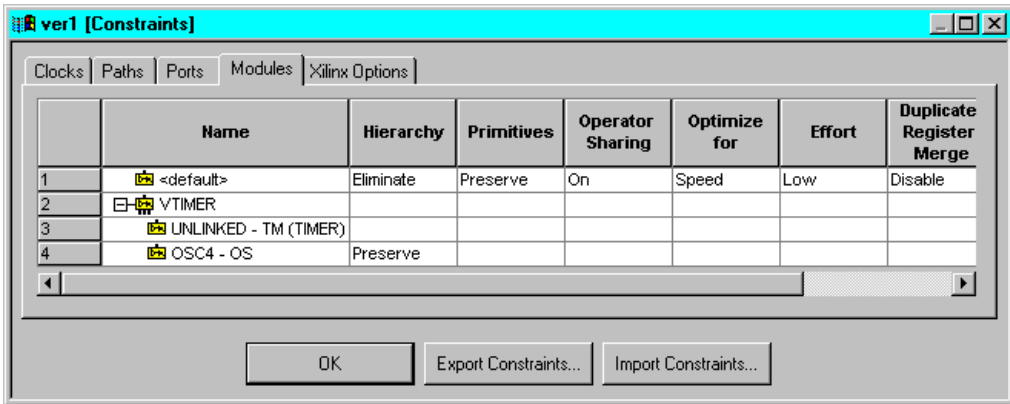 ver1 [Constraints]
Clocks Paths Ports Modules Xilinx Options
Name Hierarchy Primitives Operator Sharing Optimize for Effort Duplicate Register Merge
1 <default> Eliminate Preserve On Speed Low Disable
2 VTIMER
3 UNLINKED - TM (TIMER)
4 OSC4 - OS Preserve
OK Export Constraints... Import Constraints...